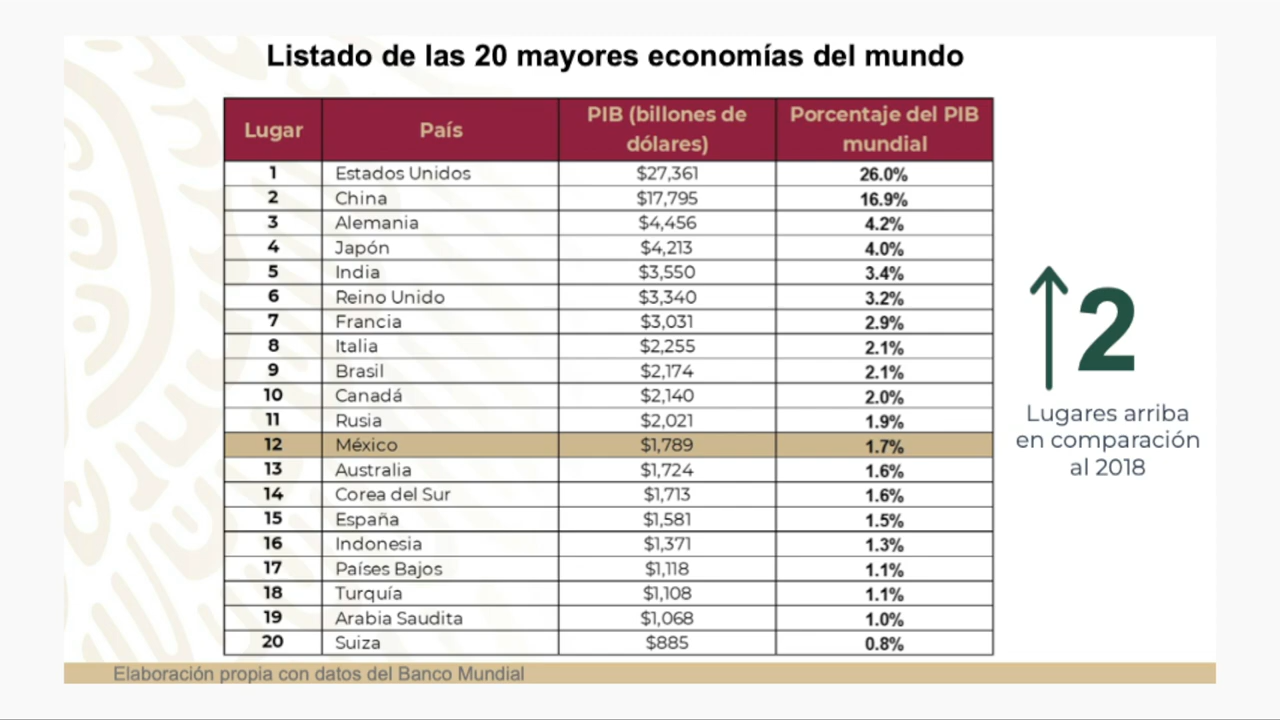 Listado de las 20 mayores economías del mundo
Lugar País PIB (billones de dólares) Porcentaje del PIB mundial
1 Estados Unidos $27,361 26.0%
2 China $17,795 16.9%
3 Alemania $4,456 4.2%
4 Japón $4,213 4.0%
5 India $3,550 3.4%
6 Reino Unido $3,340 3.2%
7 Francia $3,031 2.9%
8 Italia $2,255 2.1%
9 Brasil $2,174 2.1%
10 Canadá $2,140 2.0%
11 Rusia $2,021 1.9%
12 México $1,789 1.7%
13 Australia $1,724 1.6%
14 Corea del Sur $1,713 1.6%
15 España $1,581 1.5%
16 Indonesia $1,371 1.3%
17 Países Bajos $1,118 1.1%
18 Turquía $1,108 1.1%
19 Arabia Saudita $1,068 1.0%
20 Suiza $885 0.8%
2
Lugares arriba
en comparación
al 2018
Elaboración propia con datos del Banco Mundial